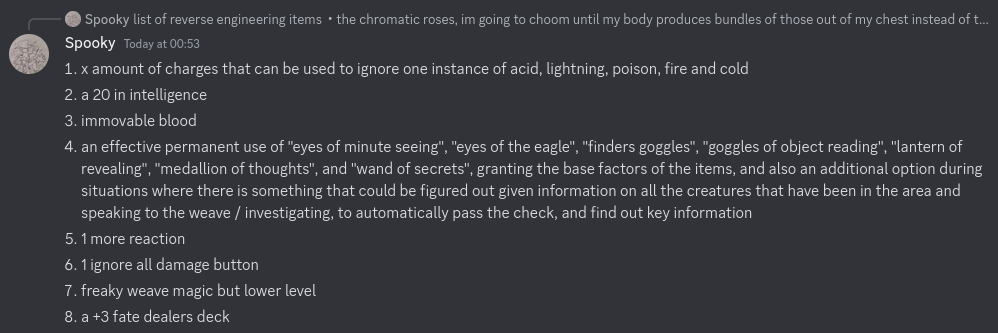 Spooky list of reverse engineering items • the chromatic roses, im going to choom until my body produces bundles of those out of my chest instead of t...
Spooky Today at 00:53
1. x amount of charges that can be used to ignore one instance of acid, lightning, poison, fire and cold
2. a 20 in intelligence
3. immovable blood
4. an effective permanent use of "eyes of minute seeing", "eyes of the eagle", "finders goggles", "goggles of object reading", "lantern of
revealing", "medallion of thoughts", and "wand of secrets", granting the base factors of the items, and also an additional option during
situations where there is something that could be figured out given information on all the creatures that have been in the area and
speaking to the weave / investigating, to automatically pass the check, and find out key information
5. 1 more reaction
6. 1 ignore all damage button
7. freaky weave magic but lower level
8. a +3 fate dealers deck